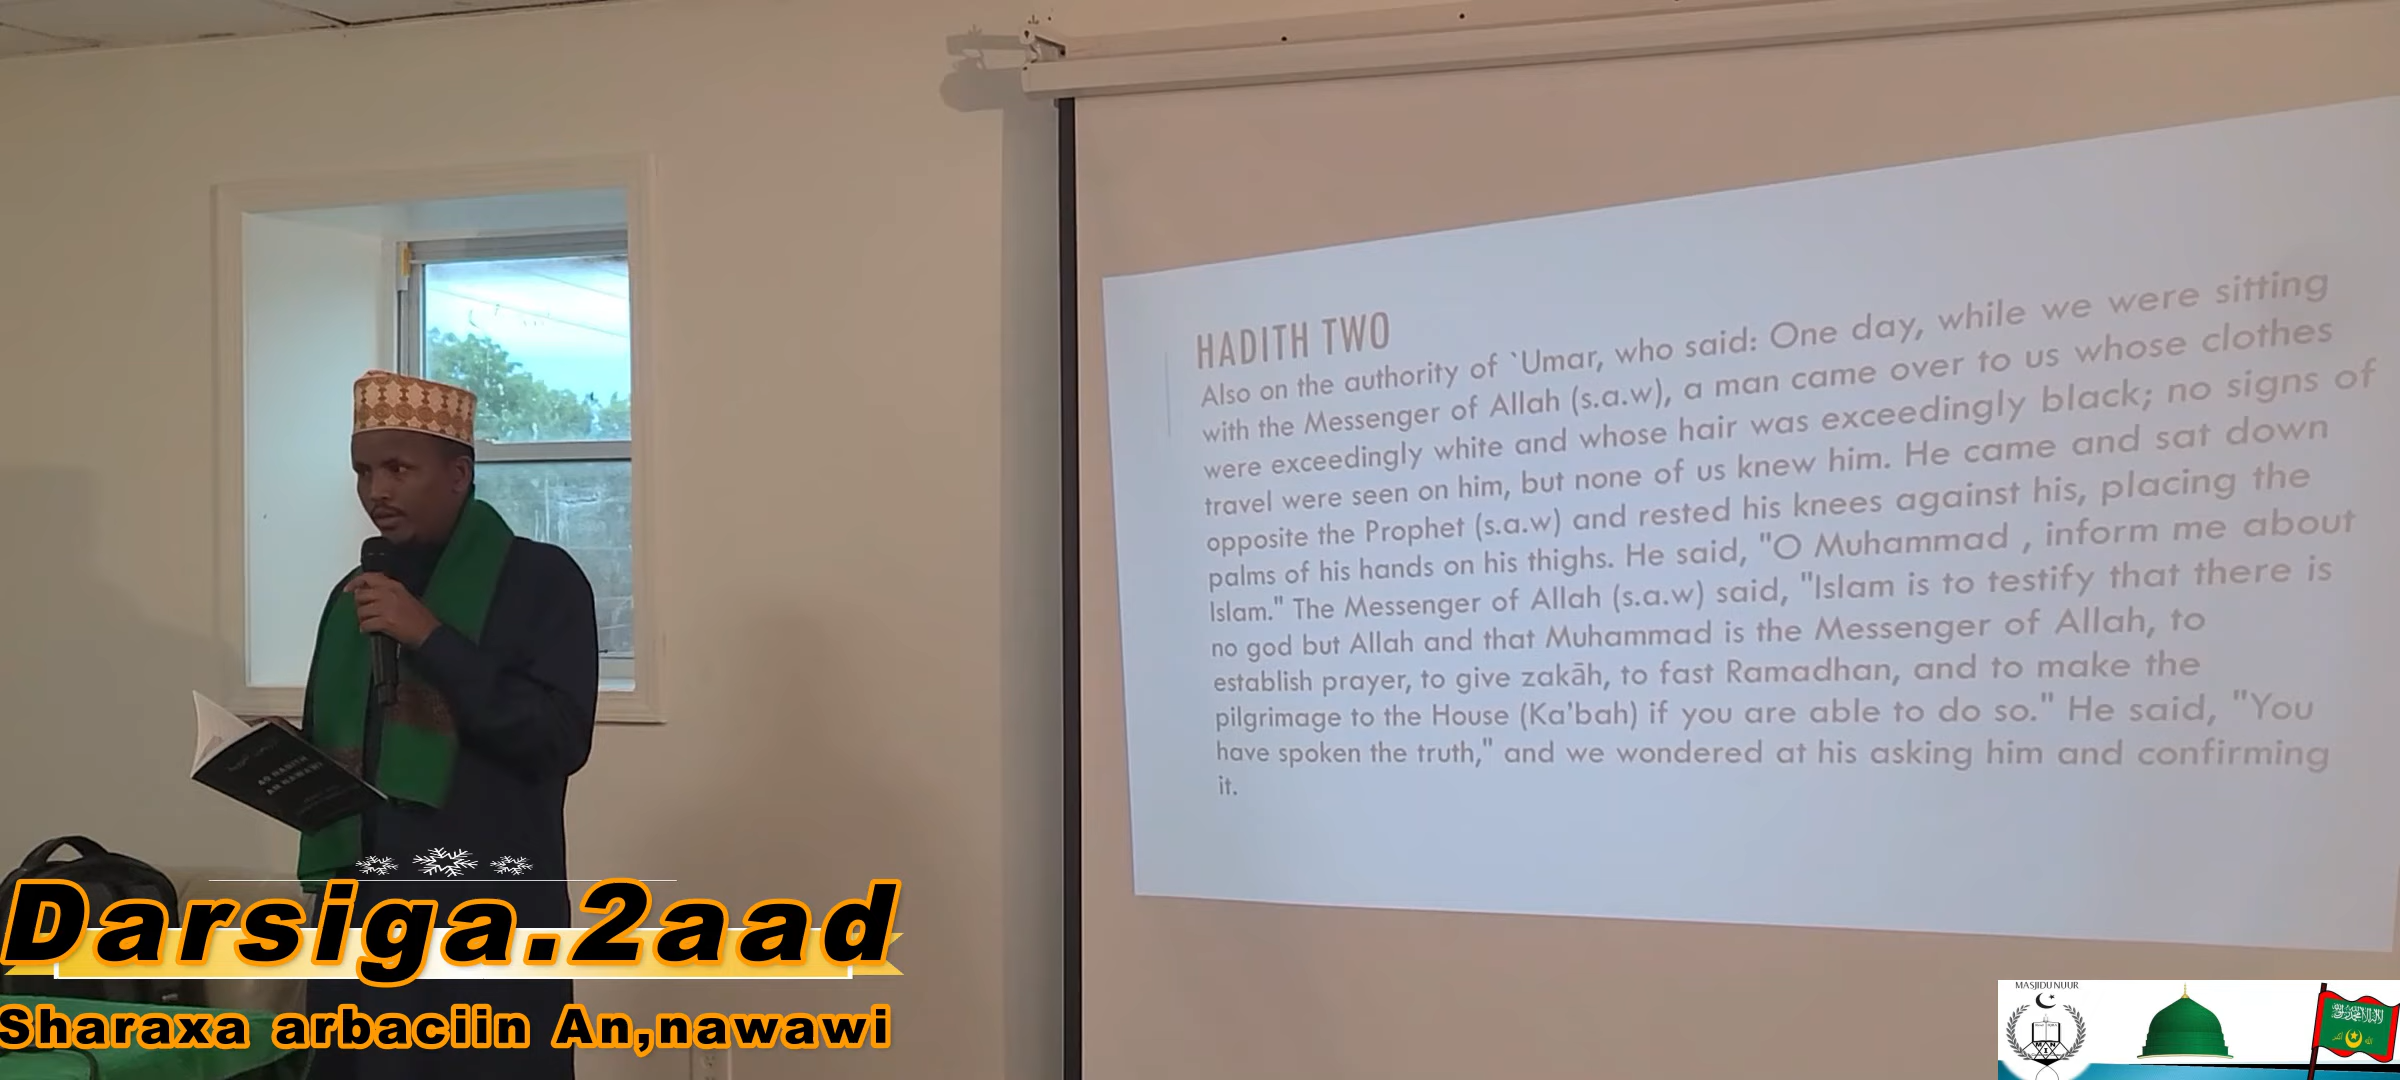 HADITH TWO
Also on the authority of `Umar, who said: One day, while we were sitting
with the Messenger of Allah (s.a.w), a man came over to us whose clothes
were exceedingly white and whose hair was exceedingly black; no signs of
travel were seen on him, but none of us knew him. He came and sat down
opposite the Prophet (s.a.w) and rested his knees against his, placing the
palms of his hands on his thighs. He said, "O Muhammad , inform me about
Islam." The Messenger of Allah (s.a.w) said, "Islam is to testify that there is
no god but Allah and that Muhammad is the Messenger of Allah, to
establish prayer, to give zakāh, to fast Ramadhan, and to make the
pilgrimage to the House (Ka'bah) if you are able to do so." He said, "You
have spoken the truth," and we wondered at his asking him and confirming
it.
40 HADITH
AN NAWAWI
Darsiga.2aad
Sharaxa arbaciin An,nawawi
MASJIDU NUUR